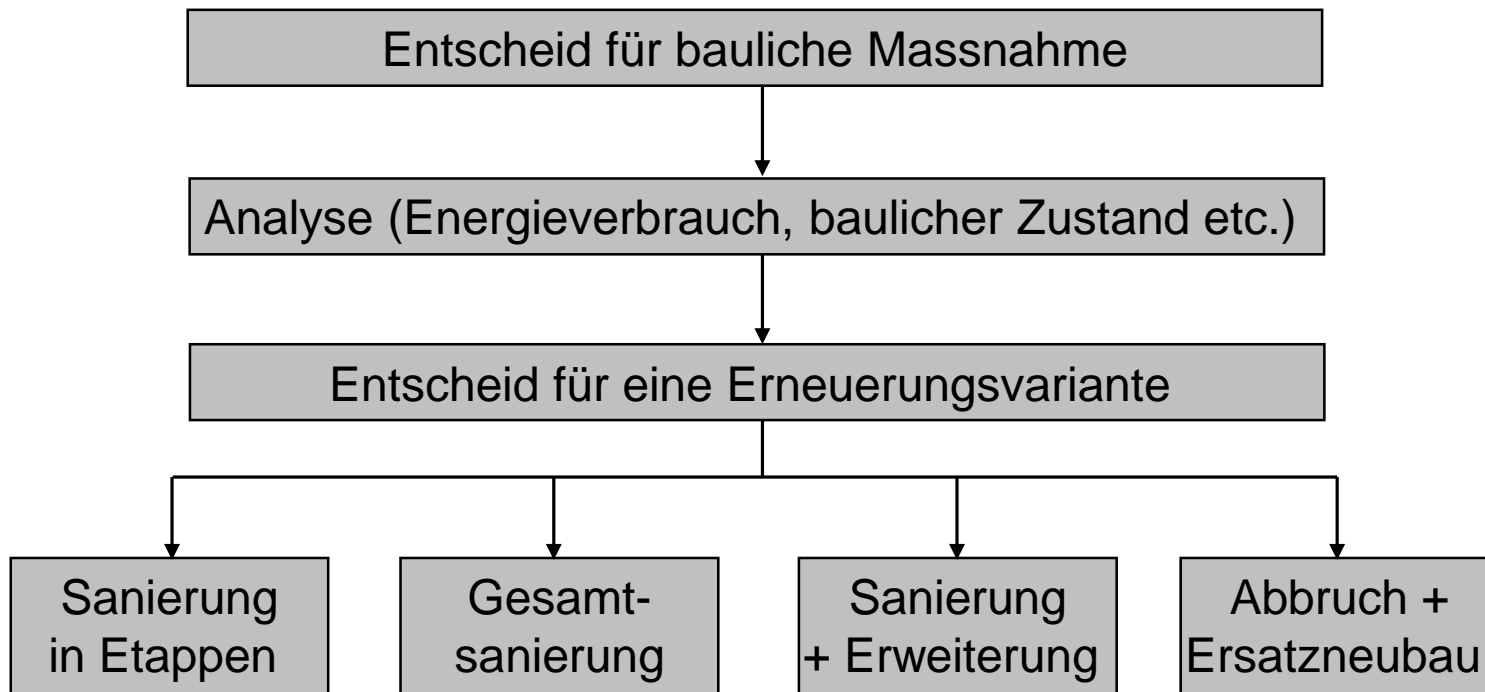 Entscheid für bauliche Massnahme
Analyse (Energieverbrauch, baulicher Zustand etc.)
Entscheid für eine Erneuerungsvariante
Sanierung
in Etappen
Gesamt-
sanierung
Sanierung
+ Erweiterung
Abbruch +
Ersatzneubau